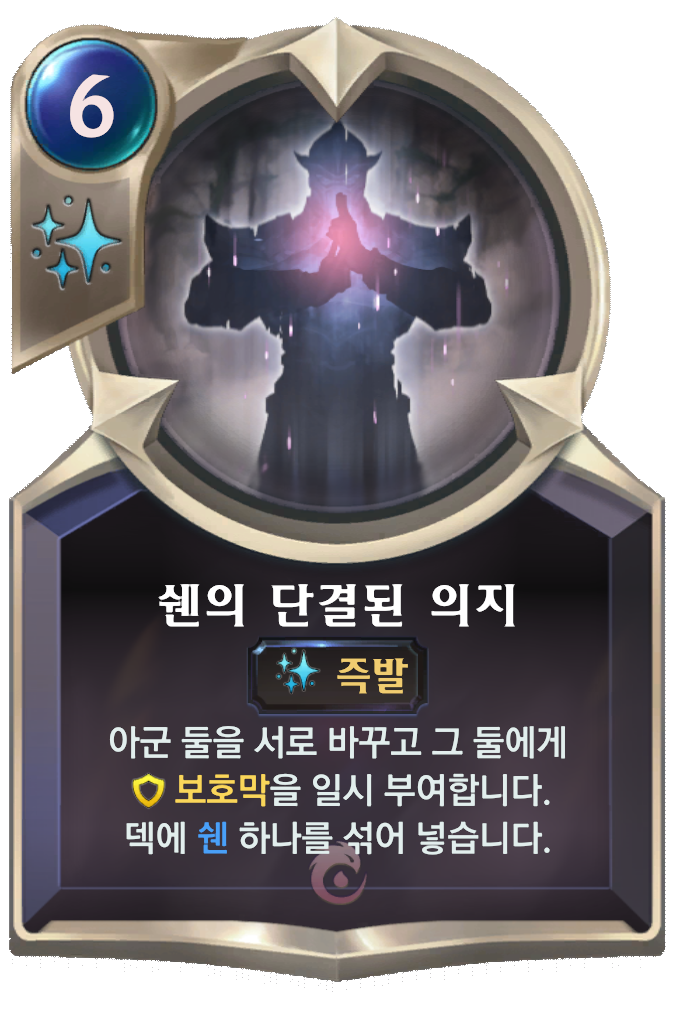 6
쉔의 단결된 의지
즉발
아군 둘을 서로 바꾸고 그 둘에게
보호막을 일시 부여합니다.
덱에 쉔 하나를 섞어 넣습니다.